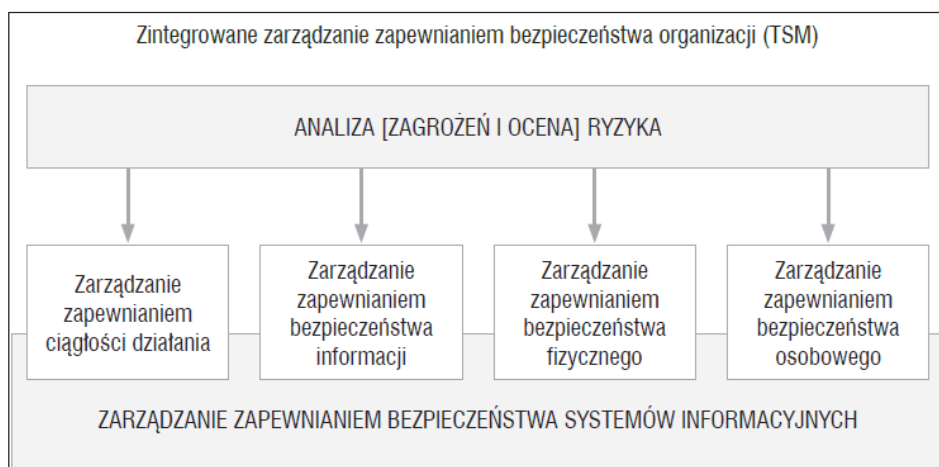 Zintegrowane zarządzanie zapewnianiem bezpieczeństwa organizacji (TSM)
ANALIZA [ZAGROŻEŃ I OCENA] RYZYKA
Zarządzanie
zapewnianiem
ciągłości działania
Zarządzanie
zapewnianiem
bezpieczeństwa
informacji
Zarządzanie
zapewnianiem
bezpieczeństwa
fizycznego
Zarządzanie
zapewnianiem
bezpieczeństwa
osobowego
ZARZĄDZANIE ZAPEWNIANIEM BEZPIECZEŃSTWA SYSTEMÓW INFORMACYJNYCH